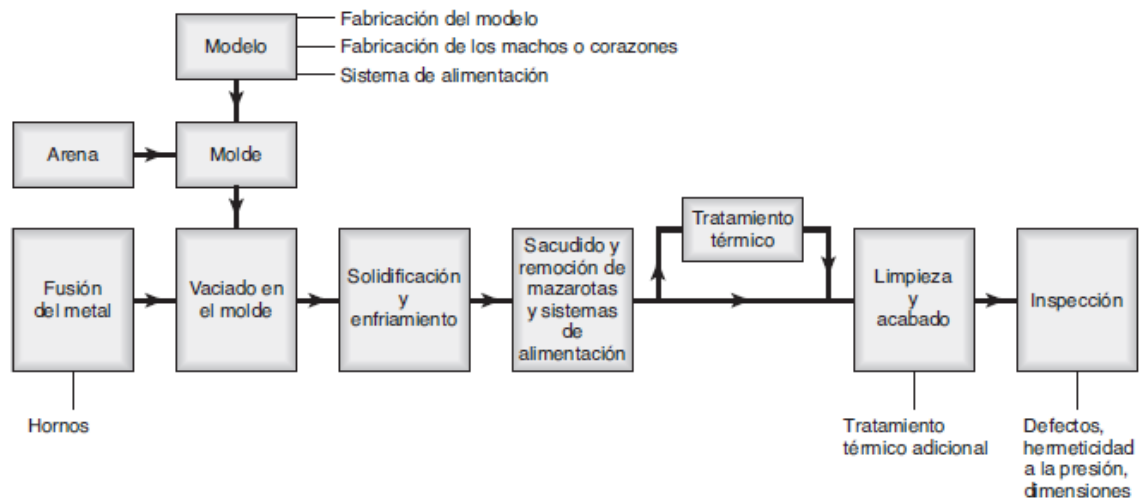 Modelo
Fabricación del modelo
Fabricación de los machos o corazones
Sistema de alimentación
Arena
Molde
Fusión
del metal
Vaciado en
el molde
Solidificación
y
enfriamiento
Sacudido y
remoción de
mazarotas
y sistemas
de
alimentación
Tratamiento
térmico
Limpieza
y
acabado
Inspección
Hornos
Tratamiento
térmico adicional
Defectos,
hermeticidad
a la presión,
dimensiones